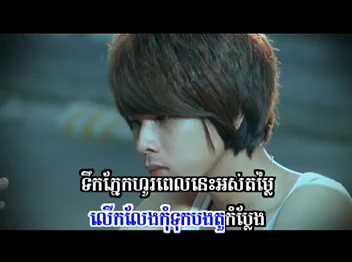 ទឹកភ្នែកហូរពេលនេះអស់តម្លៃ
លើកលែងកុំទុកបងតួកំប្លែង